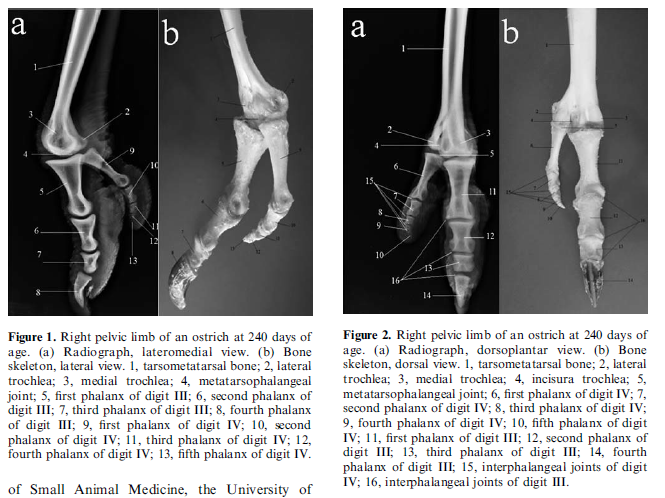 a
b
1
3
2
4
9
10
5
11
12
6
13
7
8
Figure 1. Right pelvic limb of an ostrich at 240 days of
age. (a) Radiograph, lateromedial view. (b) Bone
skeleton, lateral view. 1, tarsometatarsal bone; 2, lateral
trochlea; 3, medial trochlea; 4, metatarsophalangeal
joint; 5, first phalanx of digit III; 6, second phalanx of
digit III; 7, third phalanx of digit III; 8, fourth phalanx
of digit III; 9, first phalanx of digit IV; 10, second
phalanx of digit IV; 11, third phalanx of digit IV; 12,
fourth phalanx of digit IV; 13, fifth phalanx of digit IV.
of Small Animal Medicine, the University of
a
b
1
2
3
4
5
6
15
7
11
8
9
12
10
13
16
14
Figure 2. Right pelvic limb of an ostrich at 240 days of
age. (a) Radiograph, dorsoplantar view. (b) Bone
skeleton, dorsal view. 1, tarsometatarsal bone; 2, lateral
trochlea; 3, medial trochlea; 4, incisura trochlea; 5,
metatarsophalangeal joint; 6, first phalanx of digit IV; 7,
second phalanx of digit IV; 8, third phalanx of digit IV;
9, fourth phalanx of digit IV; 10, fifth phalanx of digit
IV; 11, first phalanx of digit III; 12, second phalanx of
digit III; 13, third phalanx of digit III; 14, fourth
phalanx of digit III; 15, interphalangeal joints of digit
IV; 16, interphalangeal joints of digit III.